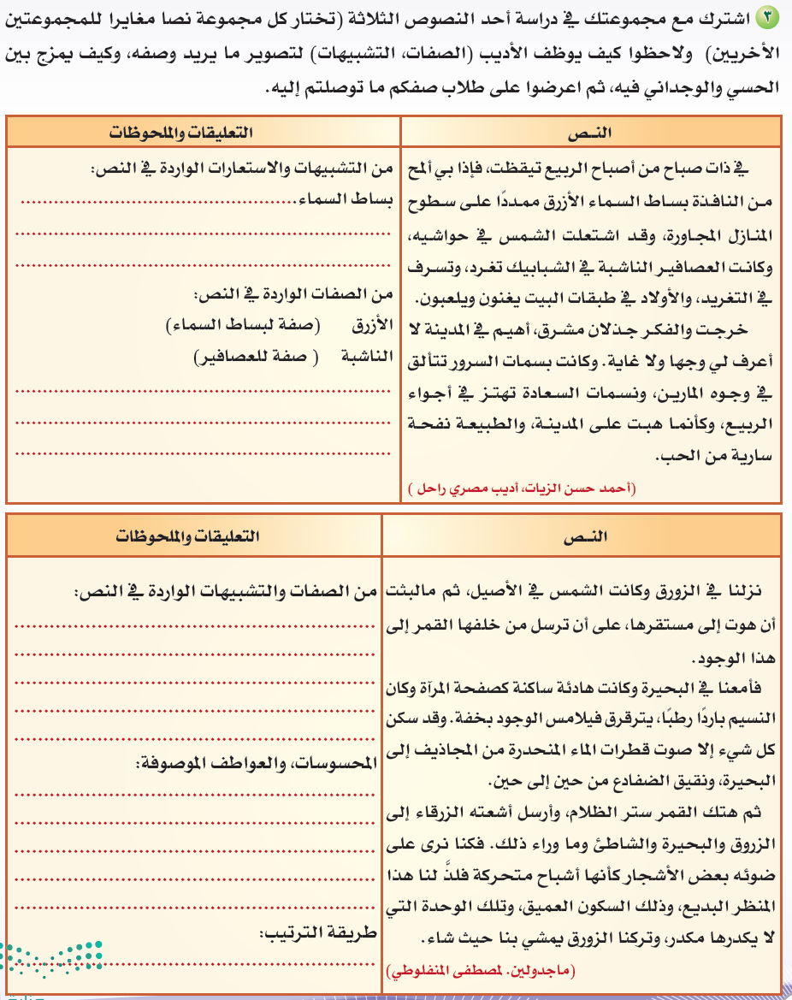 ٣ اشترك مع مجموعتك في دراسة أحد النصوص الثلاثة (تختار كل مجموعة نصا مغايرا للمجموعتين
الأخريين) ولاحظوا كيف يوظف الأديب (الصفات، التشبيهات) لتصوير ما يريد وصفه، وكيف يمزج بين
الحسي والوجداني فيه، ثم اعرضوا على طلاب صفكم ما توصلتم إليه.
النــص
في ذات صباح من أصباح الربيع تيقظت، فإذا بي ألمح
من النافذة بساط السماء الأزرق ممددًا على سطوح
المنازل المجاورة، وقد اشتعلت الشمس في حواشيه،
وكانت العصافير الناشبة في الشبابيك تغرد، وتسرف
في التغريد، والأولاد في طبقات البيت يغنون ويلعبون.
خرجت والفكر جذلان مشرق، أهيم في المدينة لا
أعرف لي وجها ولا غاية. وكانت بسمات السرور تتألق
في وجوه المارين، ونسمات السعادة تهتز في أجواء
الربيع، وكأنما هبت على المدينة، والطبيعة نفحة
سارية من الحب.
(أحمد حسن الزيات، أديب مصري راحل )
التعليقات والملحوظات
من التشبيهات والاستعارات الواردة في النص:
بساط السماء.................................................
......................................................................
......................................................................
من الصفات الواردة في النص:
الأزرق (صفة لبساط السماء)
الناشبة ( صفة للعصافير)
......................................................................
......................................................................
......................................................................
النــص
نزلنا في الزورق وكانت الشمس في الأصيل، ثم مالبثت
أن هوت إلى مستقرها، على أن ترسل من خلفها القمر إلى
هذا الوجود.
فأمعنا في البحيرة وكانت هادئة ساكنة كصفحة المرآة وكان
النسيم باردًا رطبًا، يترقرق فيلامس الوجود بخفة. وقد سكن
كل شيء إلا صوت قطرات الماء المنحدرة من المجاذيف إلى
البحيرة، ونقيق الضفادع من حين إلى حين.
ثم هتك القمر ستر الظلام، وأرسل أشعته الزرقاء إلى
الزروق والبحيرة والشاطئ وما وراء ذلك. فكنا نرى على
ضوئه بعض الأشجار كأنها أشباح متحركة فلذَّ لنا هذا
المنظر البديع، وذلك السكون العميق، وتلك الوحدة التي
لا يكدرها مكدر، وتركنا الزورق يمشي بنا حيث شاء.
(ماجدولين. لمصطفى المنفلوطي)
التعليقات والملحوظات
من الصفات والتشبيهات الواردة في النص:
......................................................................
......................................................................
......................................................................
......................................................................
......................................................................
المحسوسات، والعواطف الموصوفة:
......................................................................
......................................................................
......................................................................
......................................................................
......................................................................
طريقة الترتيب:
......................................................................